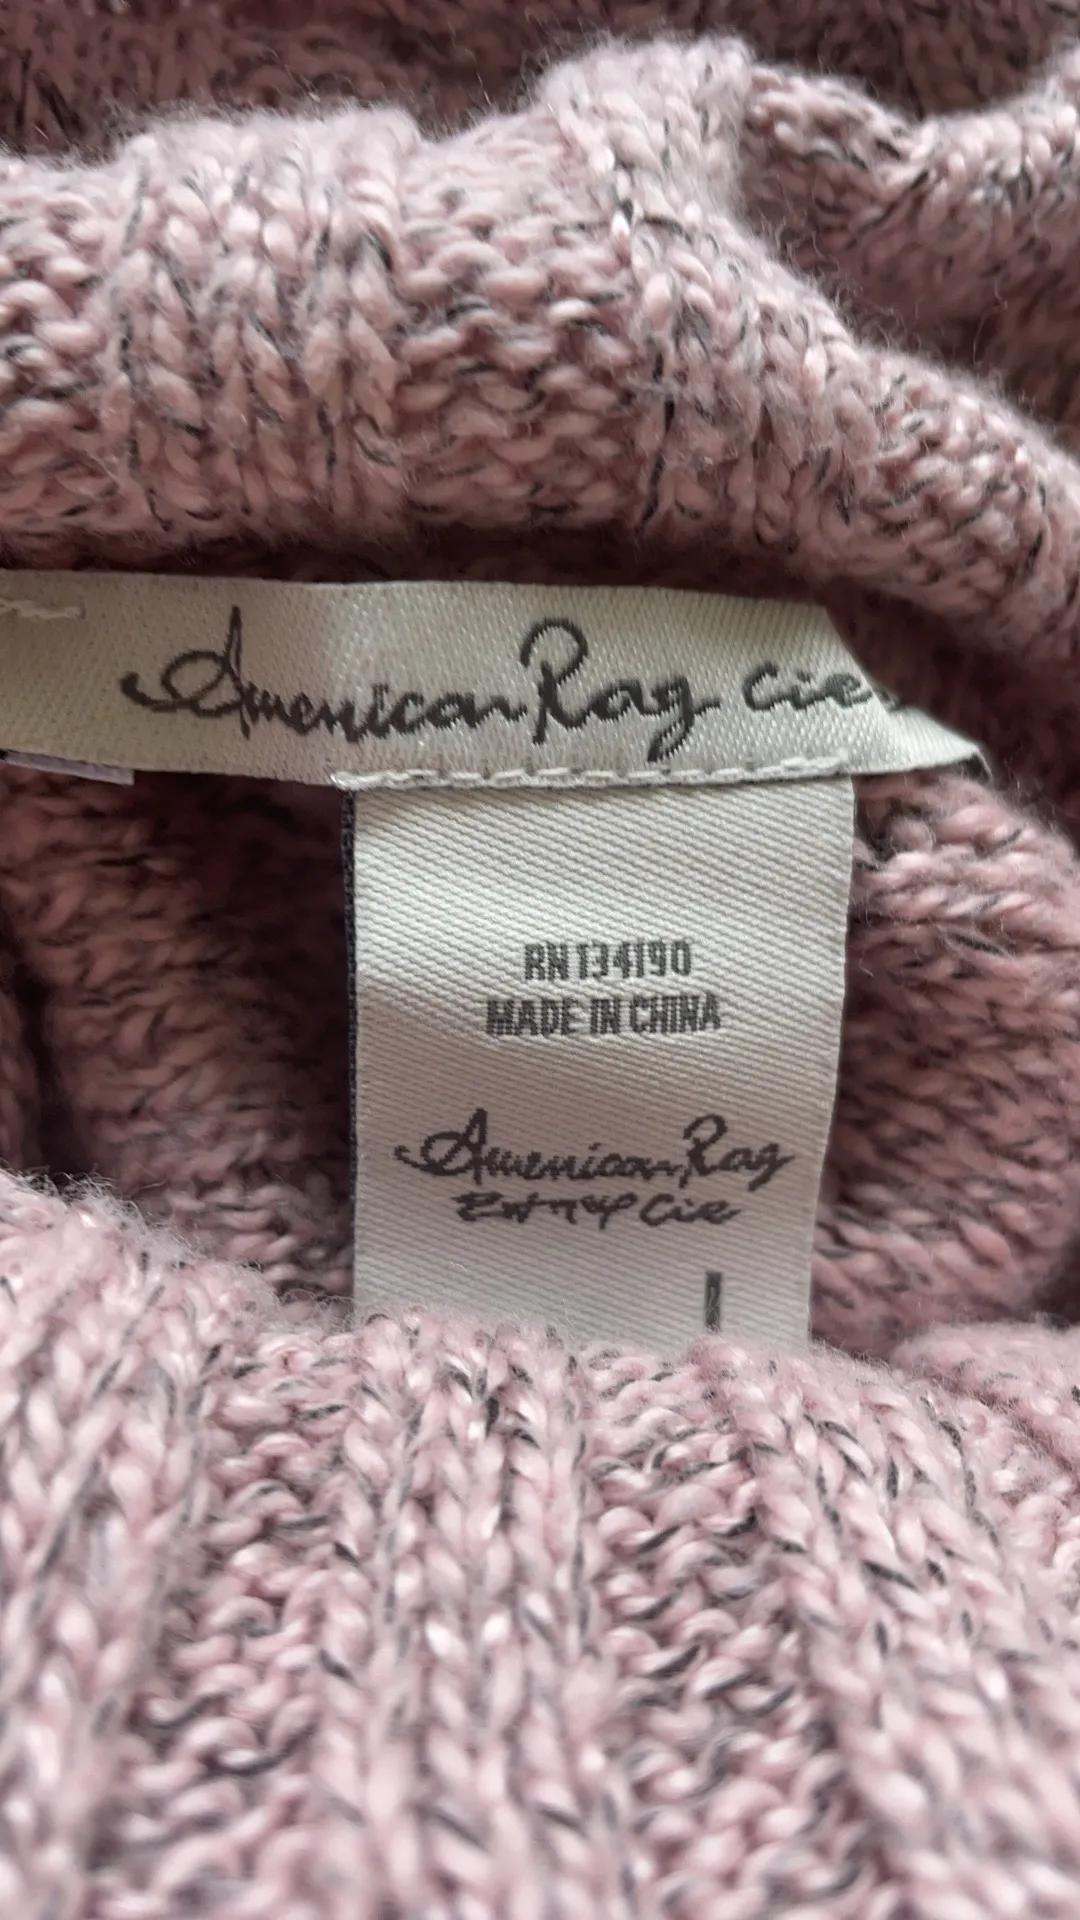 American Rag Cie
RN 134190
MADE IN CHINA
American Rag
Cie